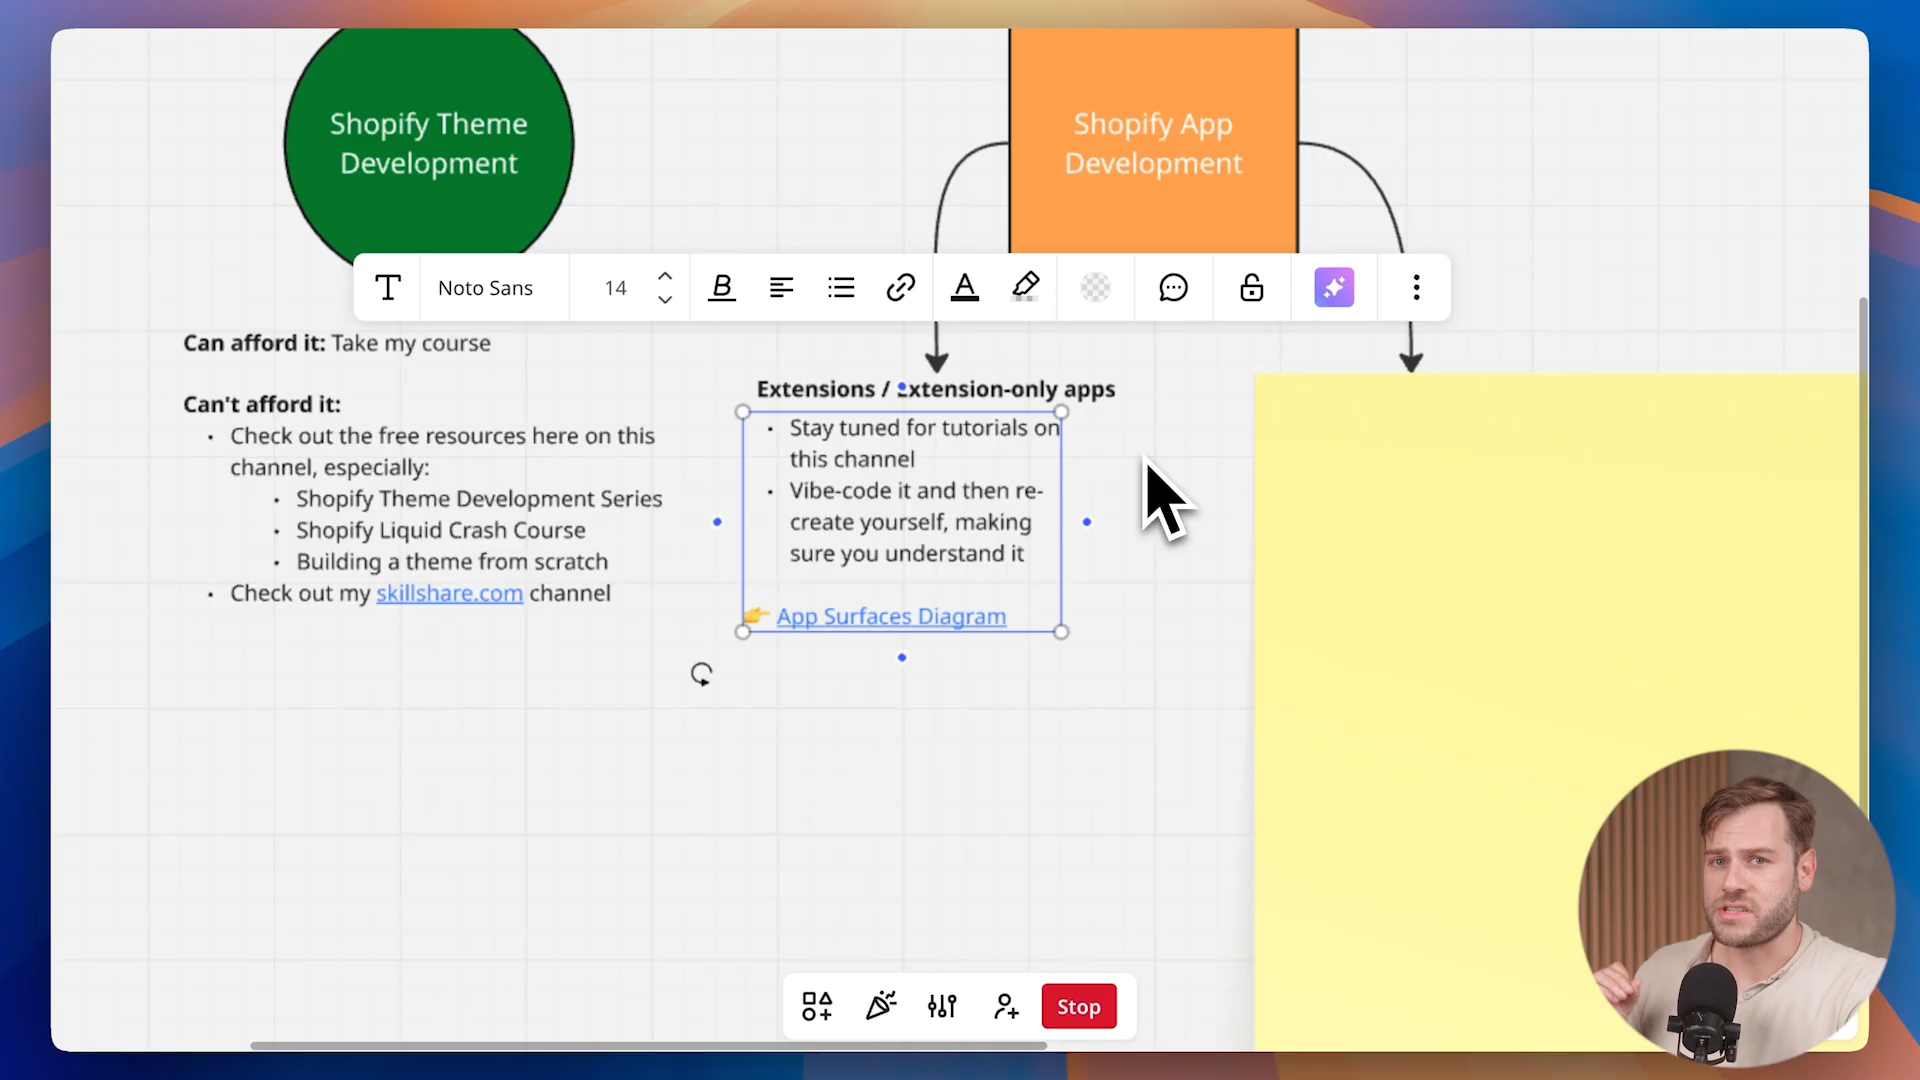 Shopify Theme
Development
Shopify App
Development
Noto Sans
14
B
A
Can afford it: Take my course
Can't afford it:
• Check out the free resources here on this
channel, especially:
• Shopify Theme Development Series
• Shopify Liquid Crash Course
• Building a theme from scratch
• Check out my skillshare.com channel
Extensions / Extension-only apps
• Stay tuned for tutorials on
this channel
• Vibe-code it and then re-
create yourself, making
sure you understand it
👉 App Surfaces Diagram
Stop